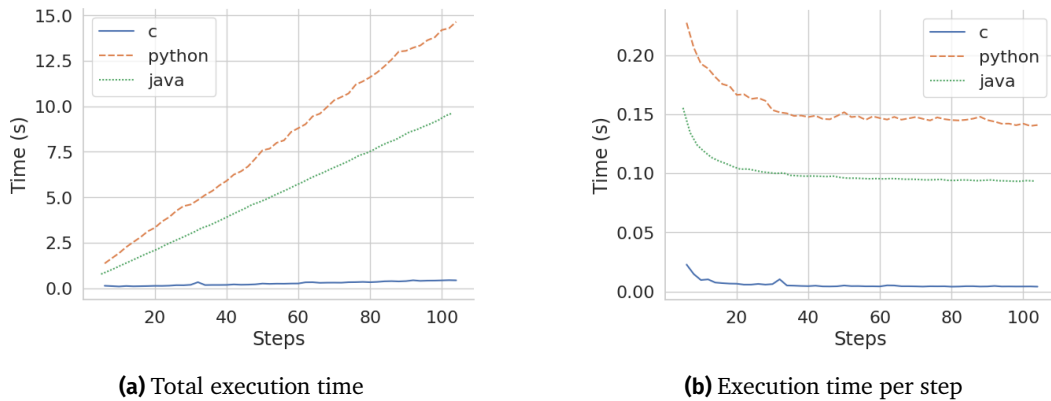 15.0
12.5
10.0
7.5
5.0
2.5
0.0
Time (s)
c
python
java
20 40 60 80 100
Steps
(a) Total execution time
0.20
0.15
0.10
0.05
0.00
Time (s)
c
python
java
20 40 60 80 100
Steps
(b) Execution time per step